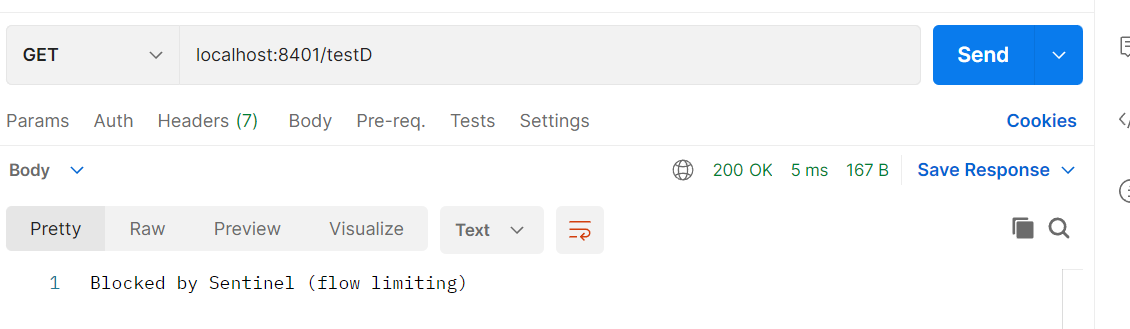 GET localhost:8401/testD Send
Params Auth Headers (7) Body Pre-req. Tests Settings Cookies
Body 200 OK 5 ms 167 B Save Response
Pretty Raw Preview Visualize Text
1 Blocked by Sentinel (flow limiting)